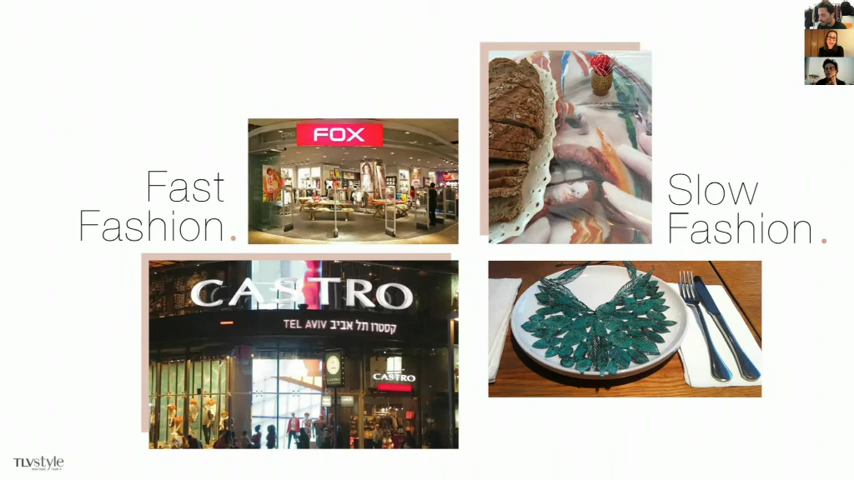 Fast
Fashion.
FOX
CASTRO
TEL AVIV קסטרו תל אביב
CASTRO
Slow
Fashion.
TLVstyle